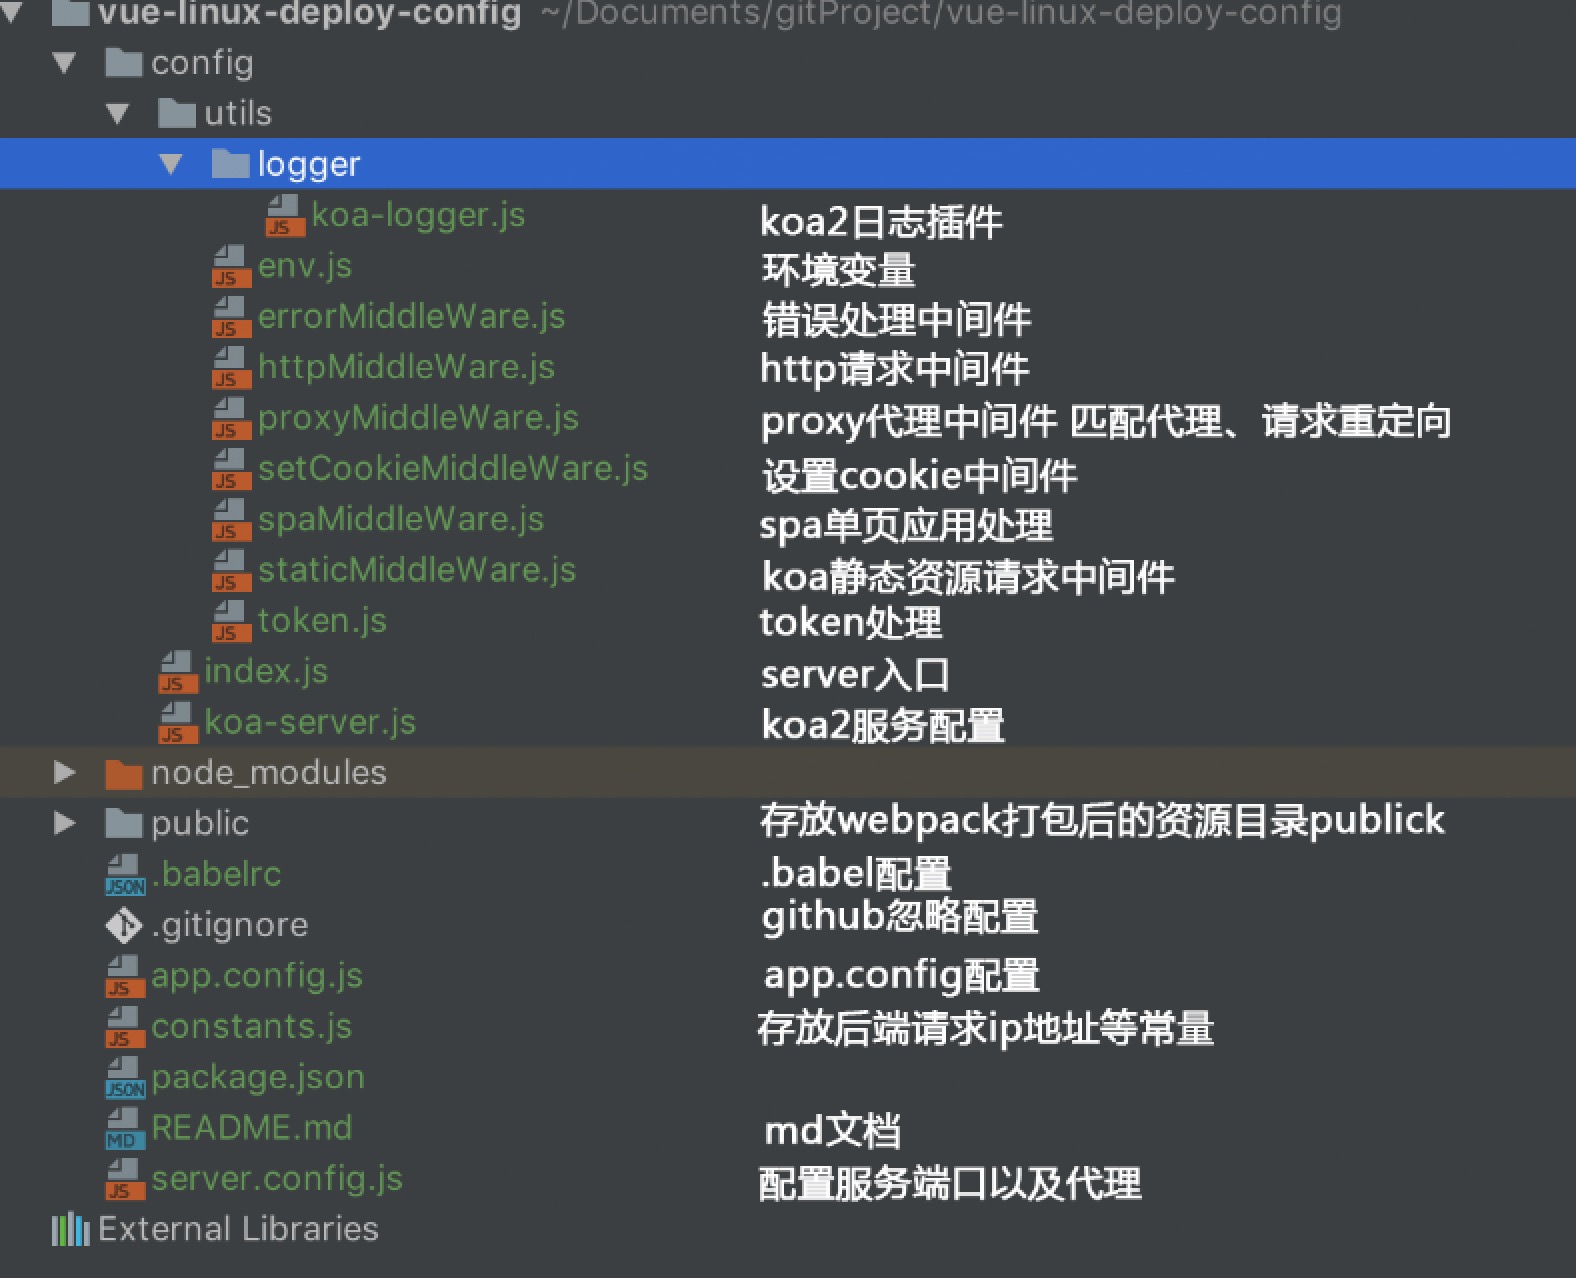 vue-linux-deploy-config ~/Documents/gitProject/vue-linux-deploy-config
config
utils
logger
JS koa-logger.js koa2日志插件
JS env.js 环境变量
JS errorMiddleWare.js 错误处理中间件
JS httpMiddleWare.js http请求中间件
JS proxyMiddleWare.js proxy代理中间件 匹配代理、请求重定向
JS setCookieMiddleWare.js 设置cookie中间件
JS spaMiddleWare.js spa单页应用处理
JS staticMiddleWare.js koa静态资源请求中间件
JS token.js token处理
JS index.js server入口
JS koa-server.js koa2服务配置
node_modules
public 存放webpack打包后的资源目录publick
JSON .babelrc .babel配置
.gitignore github忽略配置
JS app.config.js app.config配置
JS constants.js 存放后端请求ip地址等常量
JSON package.json
MD README.md md文档
JS server.config.js 配置服务端口以及代理
External Libraries